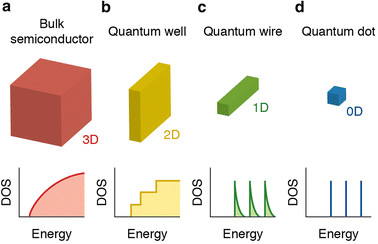 a
Bulk
semiconductor
3D
DOS
Energy
b
Quantum well
2D
DOS
Energy
c
Quantum wire
1D
DOS
Energy
d
Quantum dot
0D
DOS
Energy